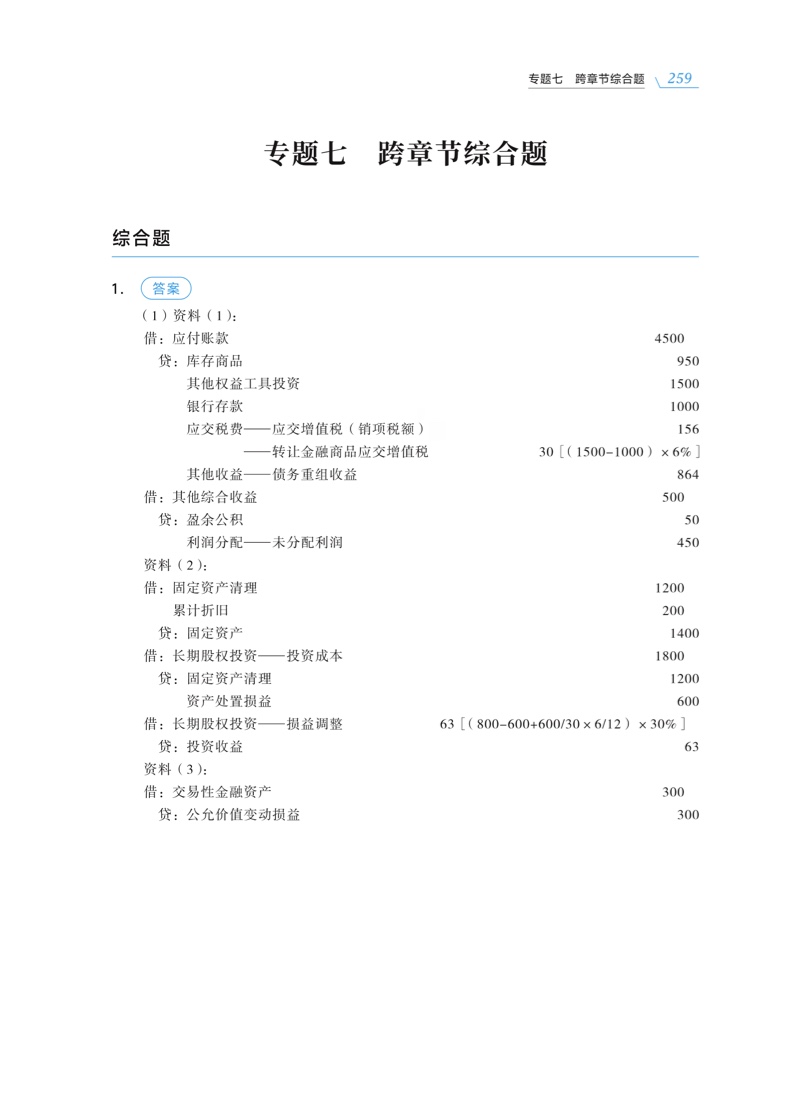 专题七　跨章节综合题　259
专题七　跨章节综合题
综合题
1. 答案
（1）资料（1）：
借：应付账款　4500
贷：库存商品　950
其他权益工具投资　1500
银行存款　1000
应交税费——应交增值税（销项税额）　156
——转让金融商品应交增值税　30［（1500-1000）×6%］
其他收益——债务重组收益　864
借：其他综合收益　500
贷：盈余公积　50
利润分配——未分配利润　450
资料（2）：
借：固定资产清理　1200
累计折旧　200
贷：固定资产　1400
借：长期股权投资——投资成本　1800
贷：固定资产清理　1200
资产处置损益　600
借：长期股权投资——损益调整　63［（800-600+600/30×6/12）×30%］
贷：投资收益　63
资料（3）：
借：交易性金融资产　300
贷：公允价值变动损益　300